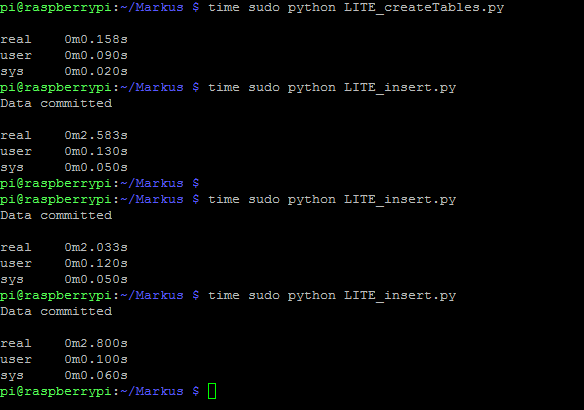 pi@raspberrypi:~/Markus $ time sudo python LITE_createTables.py
real    0m0.158s
user    0m0.090s
sys     0m0.020s
pi@raspberrypi:~/Markus $ time sudo python LITE_insert.py
Data committed
real    0m2.583s
user    0m0.130s
sys     0m0.050s
pi@raspberrypi:~/Markus $
pi@raspberrypi:~/Markus $ time sudo python LITE_insert.py
Data committed
real    0m2.033s
user    0m0.120s
sys     0m0.050s
pi@raspberrypi:~/Markus $ time sudo python LITE_insert.py
Data committed
real    0m2.800s
user    0m0.100s
sys     0m0.060s
pi@raspberrypi:~/Markus $